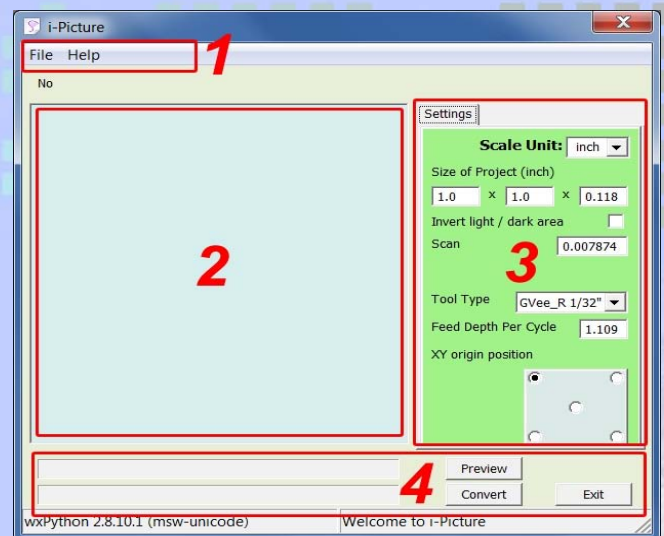 i-Picture
File Help
1
No
2
Settings
Scale Unit: inch
Size of Project (inch)
1.0 x 1.0 x 0.118
Invert light / dark area
Scan 0.007874
3
Tool Type GVee_R 1/32"
Feed Depth Per Cycle 1.109
XY origin position
4
Preview
Convert Exit
wxPython 2.8.10.1 (msw-unicode) Welcome to i-Picture